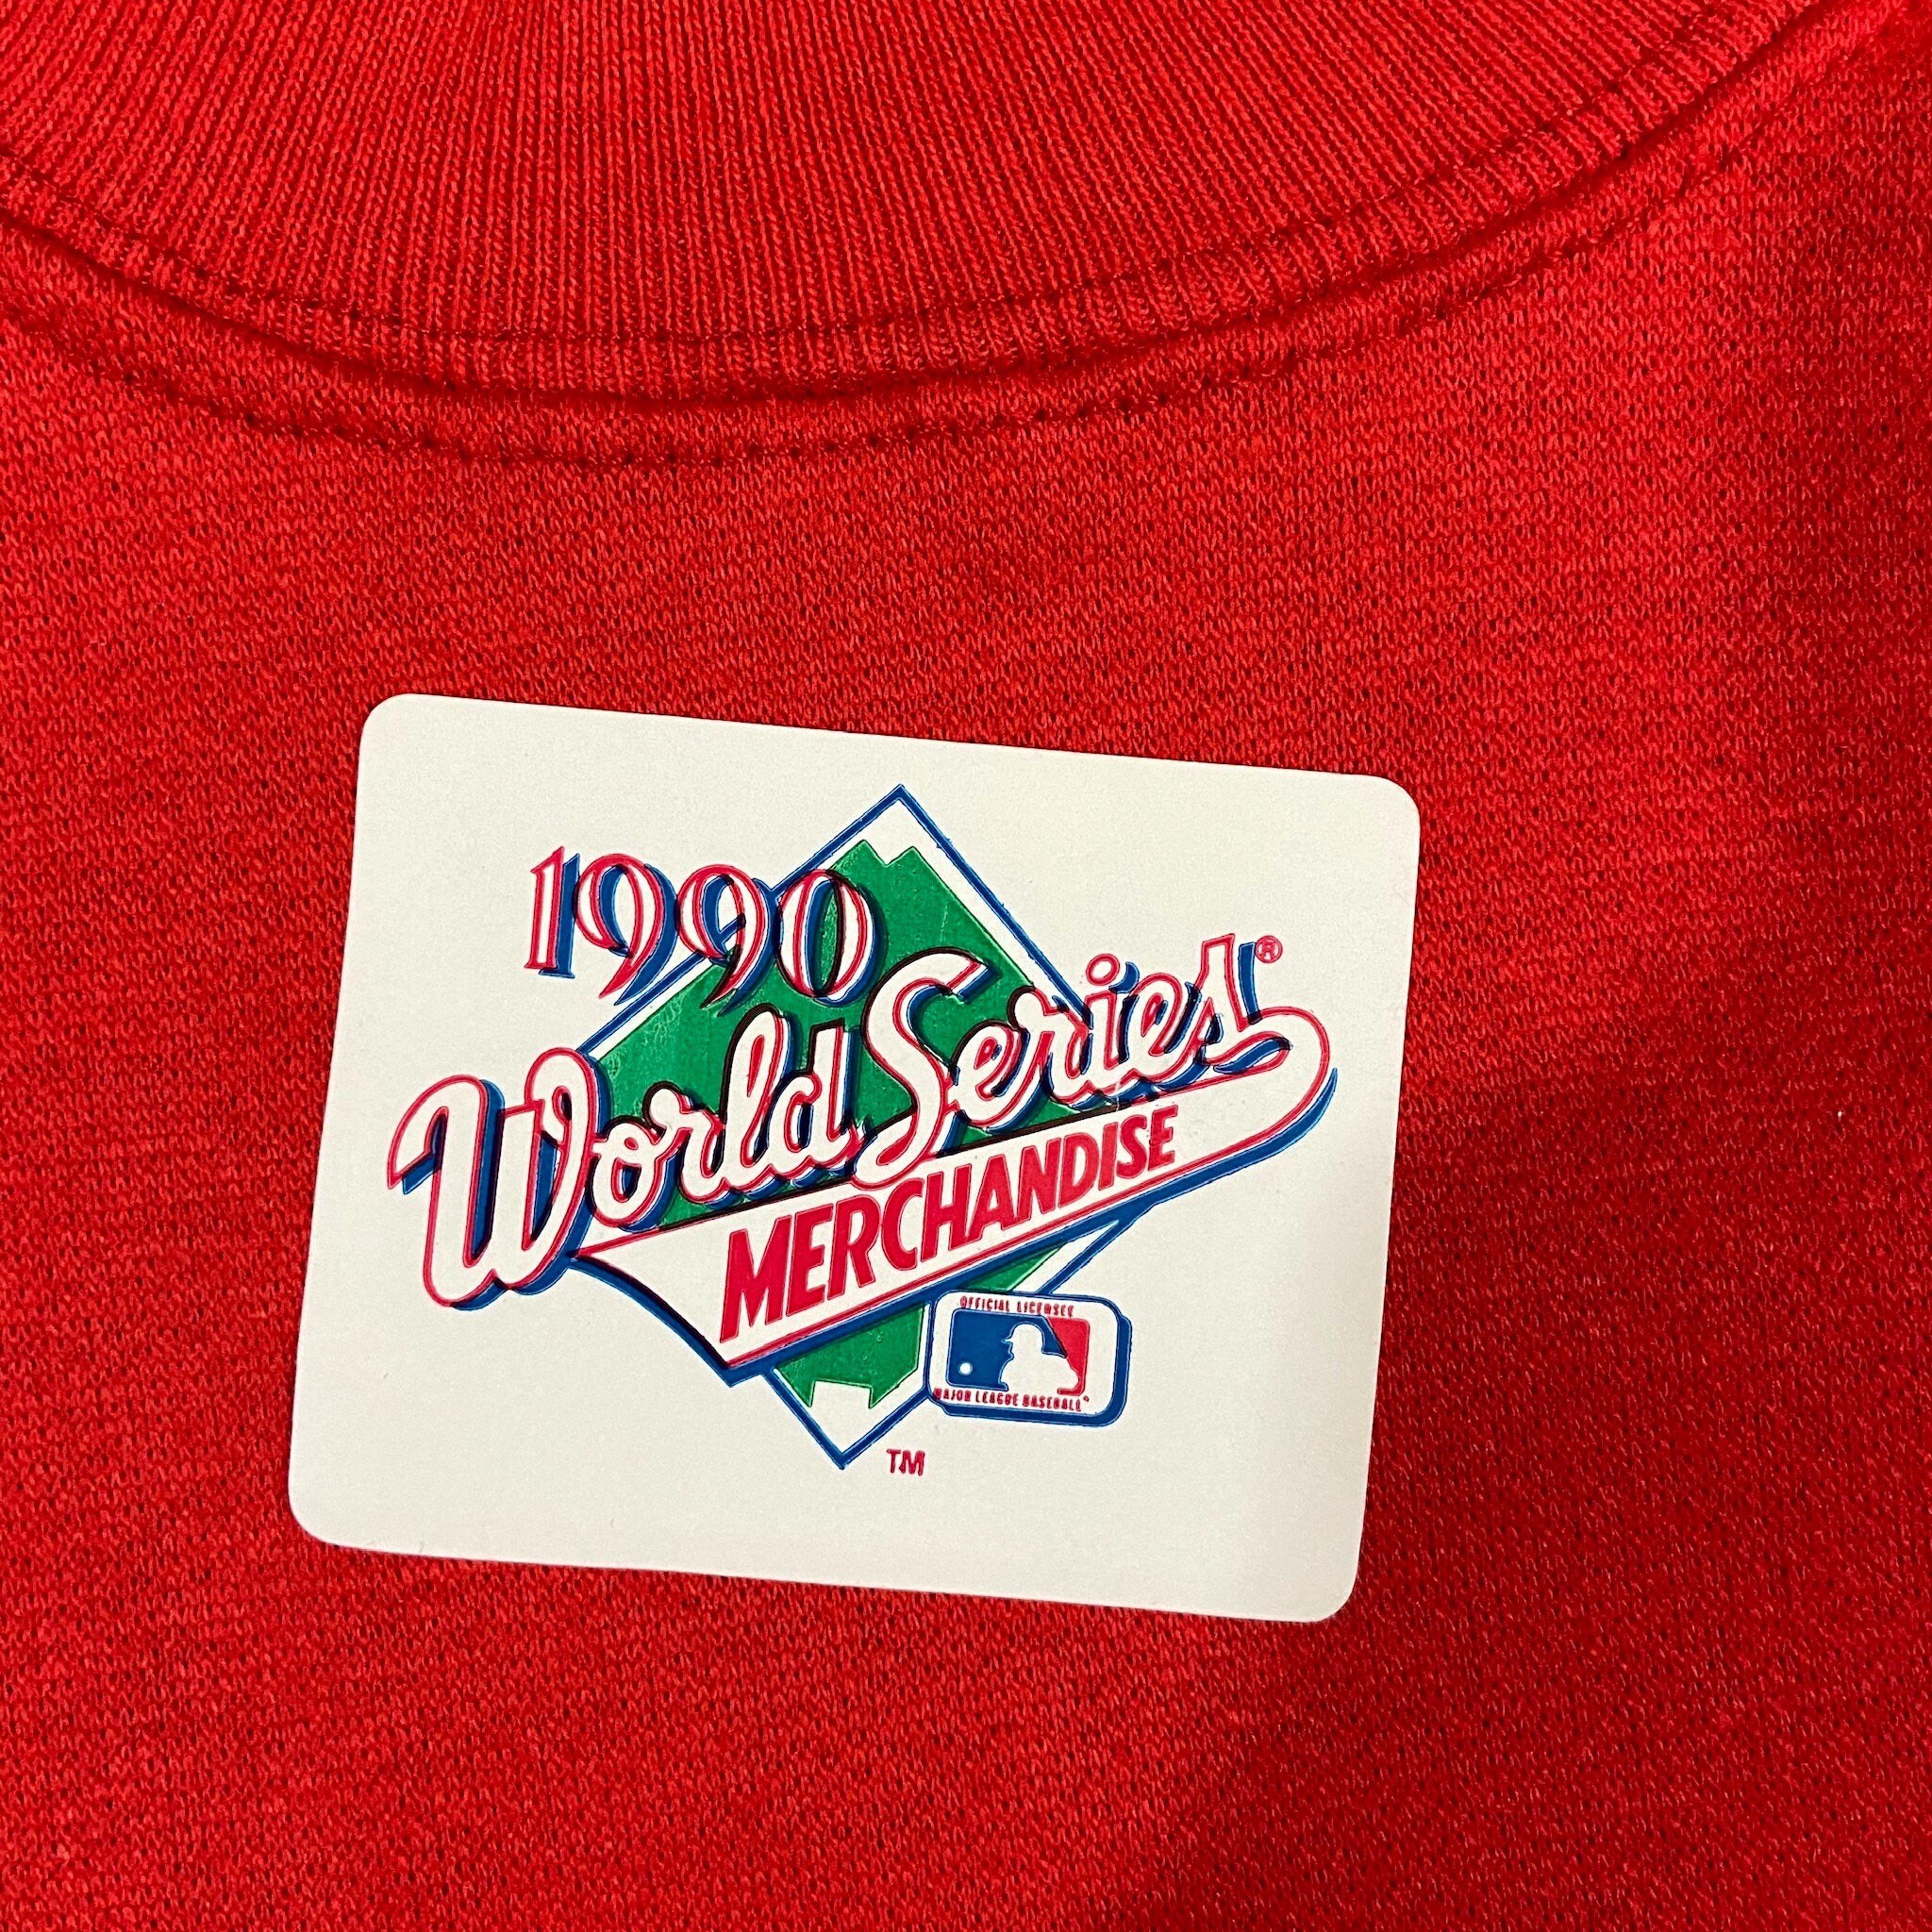 1990
World Series®
MERCHANDISE
OFFICIAL LICENSEE
MAJOR LEAGUE BASEBALL®
TM